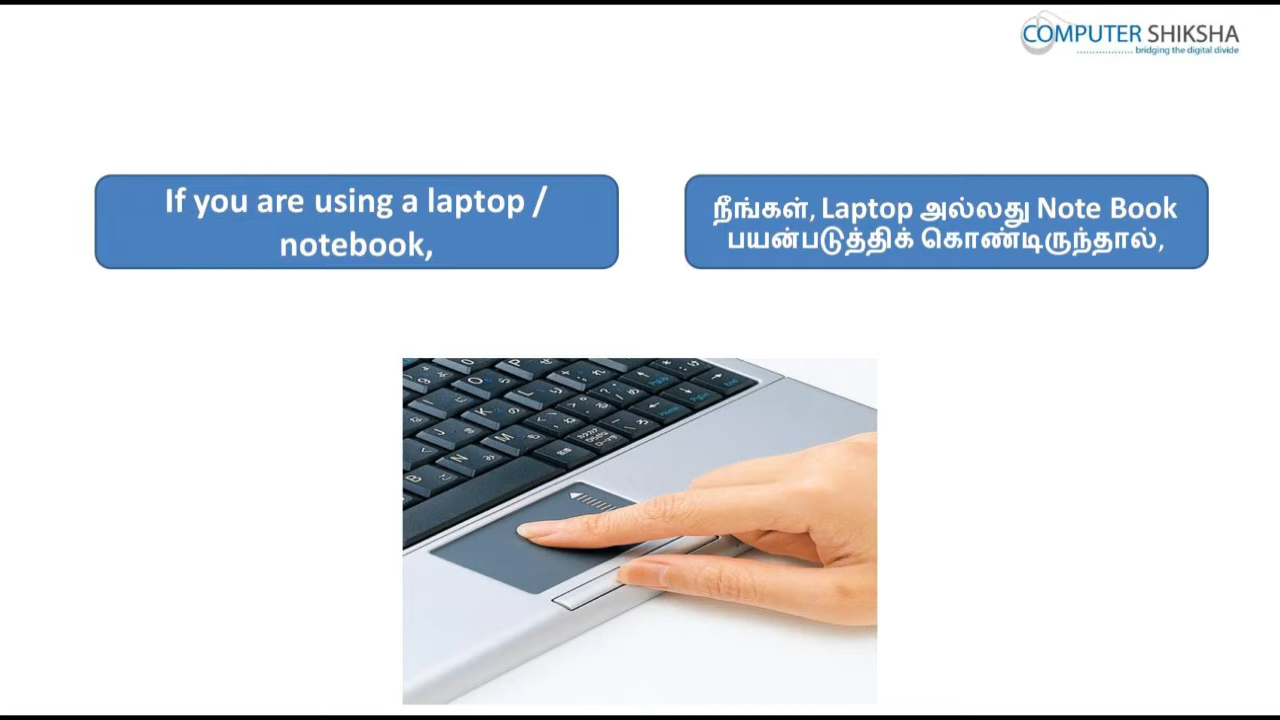 COMPUTER SHIKSHA
bridging the digital divide
If you are using a laptop /
notebook,
நீங்கள், Laptop அல்லது Note Book
பயன்படுத்திக் கொண்டிருந்தால்,